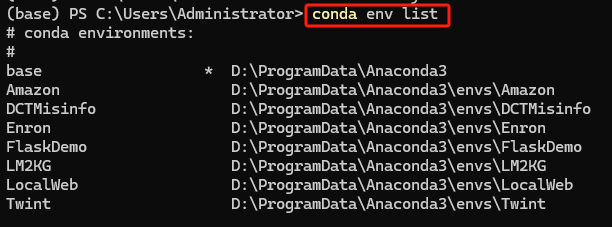 (base) PS C:\Users\Administrator> conda env list
# conda environments:
#
base * D:\ProgramData\Anaconda3
Amazon D:\ProgramData\Anaconda3\envs\Amazon
DCTMisinfo D:\ProgramData\Anaconda3\envs\DCTMisinfo
Enron D:\ProgramData\Anaconda3\envs\Enron
FlaskDemo D:\ProgramData\Anaconda3\envs\FlaskDemo
LM2KG D:\ProgramData\Anaconda3\envs\LM2KG
LocalWeb D:\ProgramData\Anaconda3\envs\LocalWeb
Twint D:\ProgramData\Anaconda3\envs\Twint